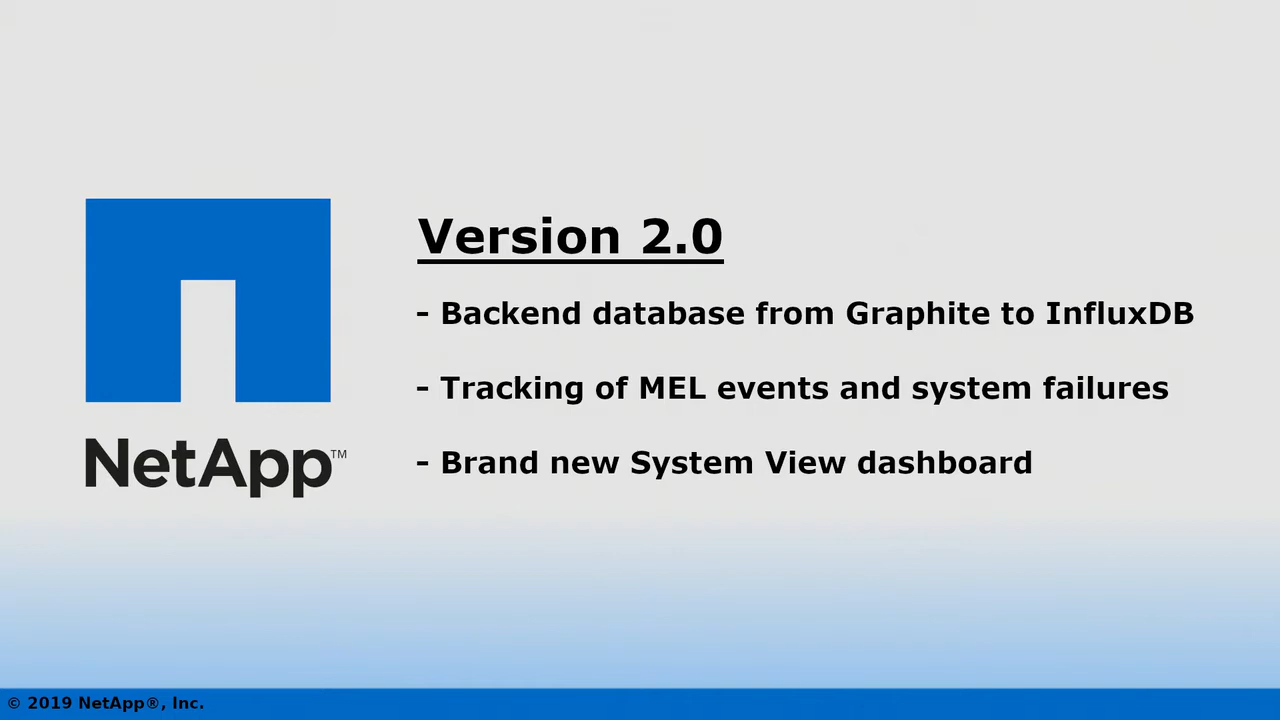 Version 2.0
- Backend database from Graphite to InfluxDB
- Tracking of MEL events and system failures
- Brand new System View dashboard
NetApp™
© 2019 NetApp®, Inc.